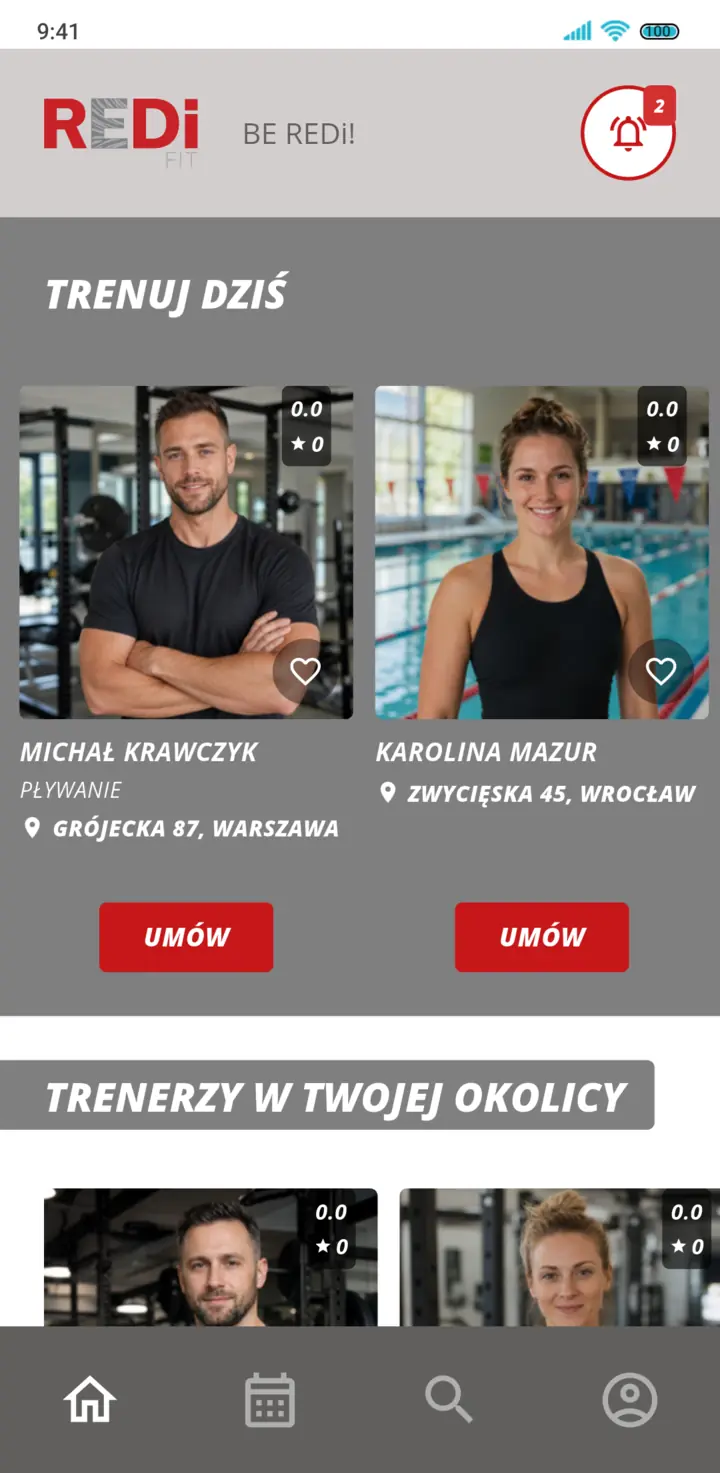 9:41
100
REDi
FIT
BE REDi!
2
TRENUJ DZIŚ
0.0
★ 0
0.0
★ 0
MICHAŁ KRAWCZYK
PŁYWANIE
GRÓJECKA 87, WARSZAWA
KAROLINA MAZUR
ZWYCIĘSKA 45, WROCŁAW
UMÓW
UMÓW
TRENERZY W TWOJEJ OKOLICY
0.0
★ 0
0.0
★ 0